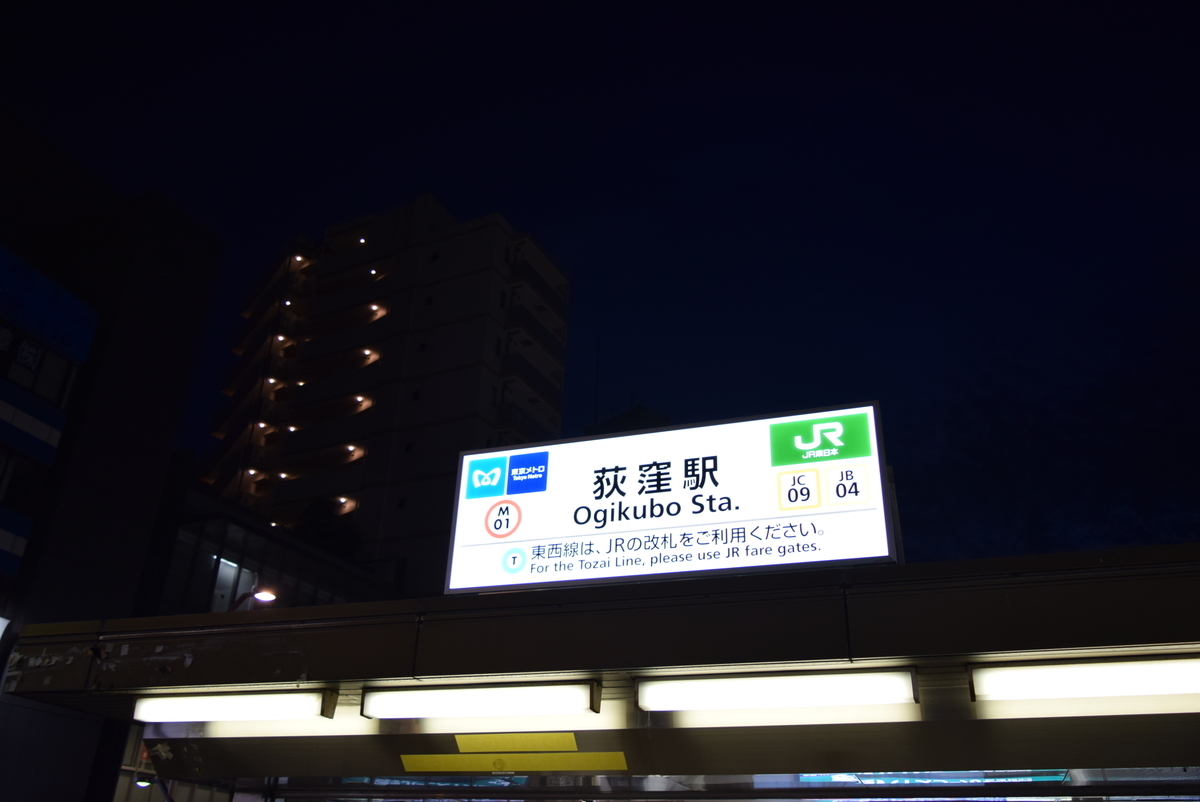 東京メトロ
Tokyo Metro
荻窪駅
Ogikubo Sta.
M
01
JR
JR東日本
JC
09
JB
04
T
東西線は、JRの改札をご利用ください。
For the Tozai Line, please use JR fare gates.